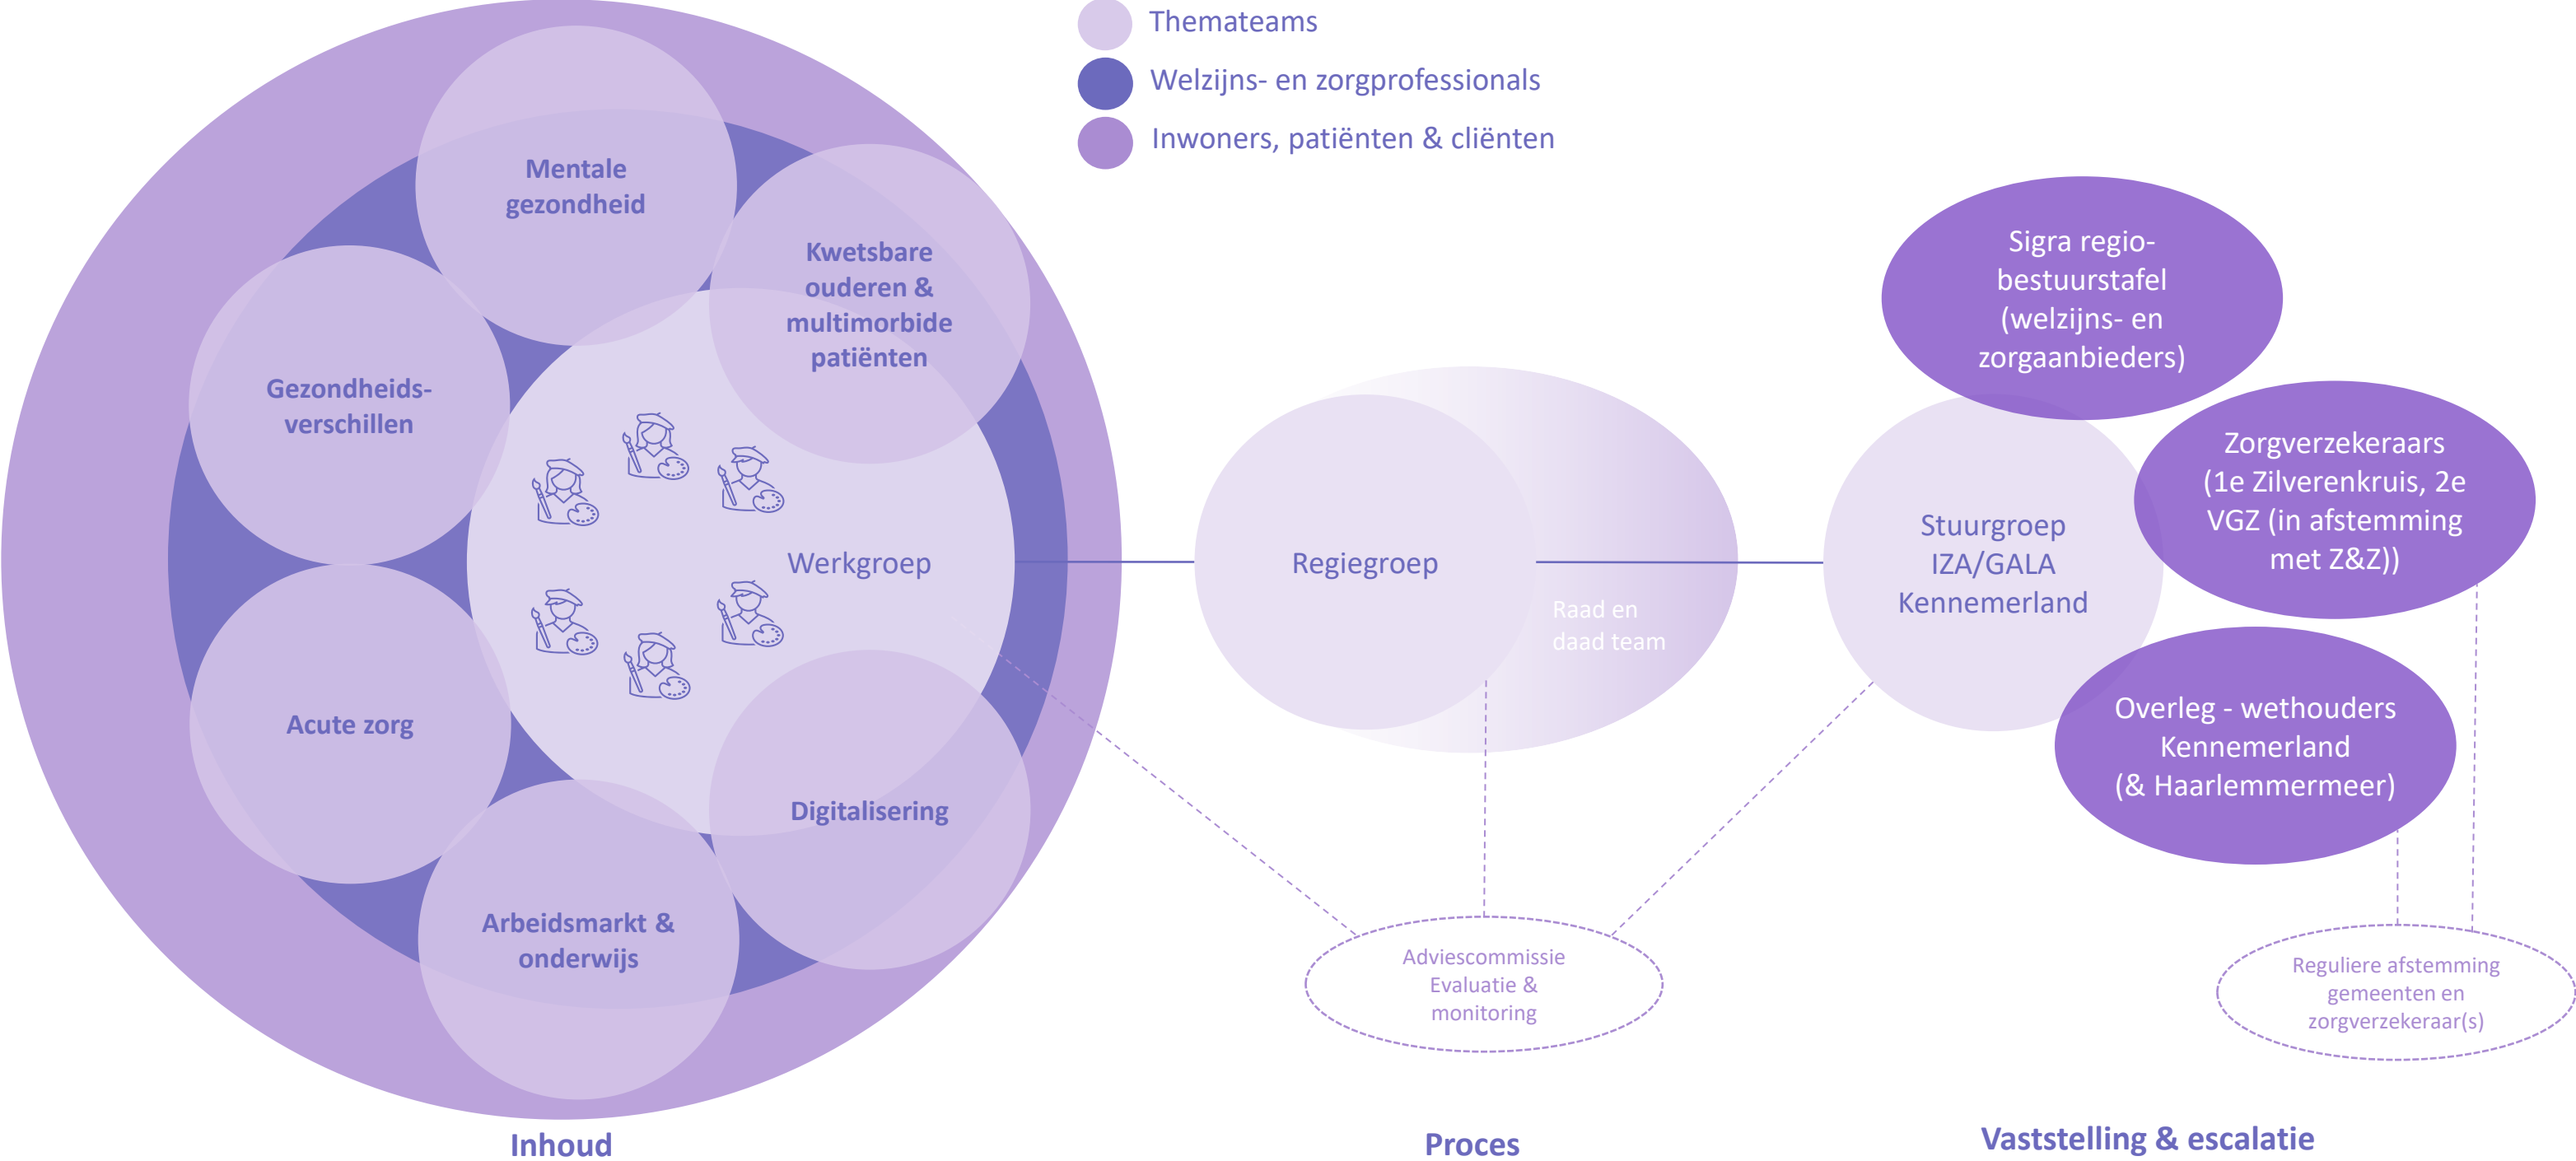 Themateams
Welzijns- en zorgprofessionals
Inwoners, patiënten & cliënten
Mentale
gezondheid
Kwetsbare
ouderen &
multimorbide
patiënten
Gezondheids-
verschillen
Acute zorg
Arbeidsmarkt &
onderwijs
Digitalisering
Werkgroep
Inhoud
Regiegroep
Raad en
daad team
Adviescommissie
Evaluatie &
monitoring
Proces
Sigra regio-
bestuurstafel
(welzijns- en
zorgaanbieders)
Zorgverzekeraars
(1e Zilverenkruis, 2e
VGZ (in afstemming
met Z&Z))
Stuurgroep
IZA/GALA
Kennemerland
Overleg - wethouders
Kennemerland
(& Haarlemmermeer)
Reguliere afstemming
gemeenten en
zorgverzekeraar(s)
Vaststelling & escalatie